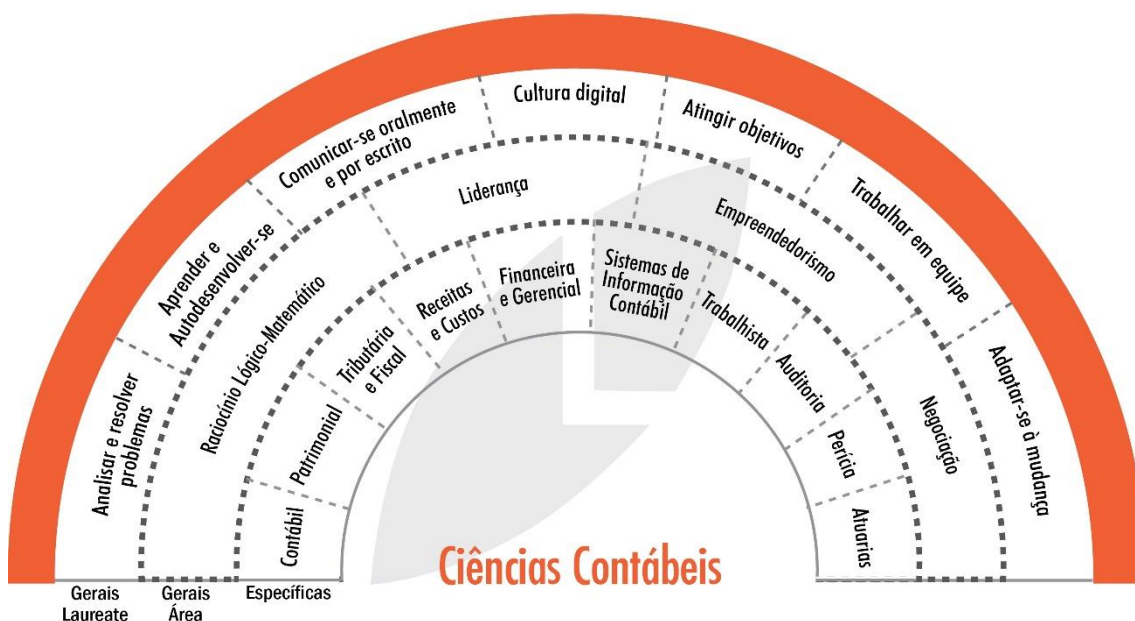 Analisar e resolver
problemas
Aprender e
Autodesenvolver-se
Comunicar-se oralmente
e por escrito
Cultura digital
Atingir objetivos
Trabalhar em equipe
Adaptar-se à mudança
Raciocínio Lógico-Matemático
Liderança
Empreendedorismo
Negociação
Contábil
Patrimonial
Tributária
e Fiscal
Receitas
e Custos
Financeira
e Gerencial
Sistemas de
Informação
Contábil
Trabalhista
Auditoria
Perícia
Atuarias
Ciências Contábeis
Gerais
Laureate
Gerais
Área
Específicas